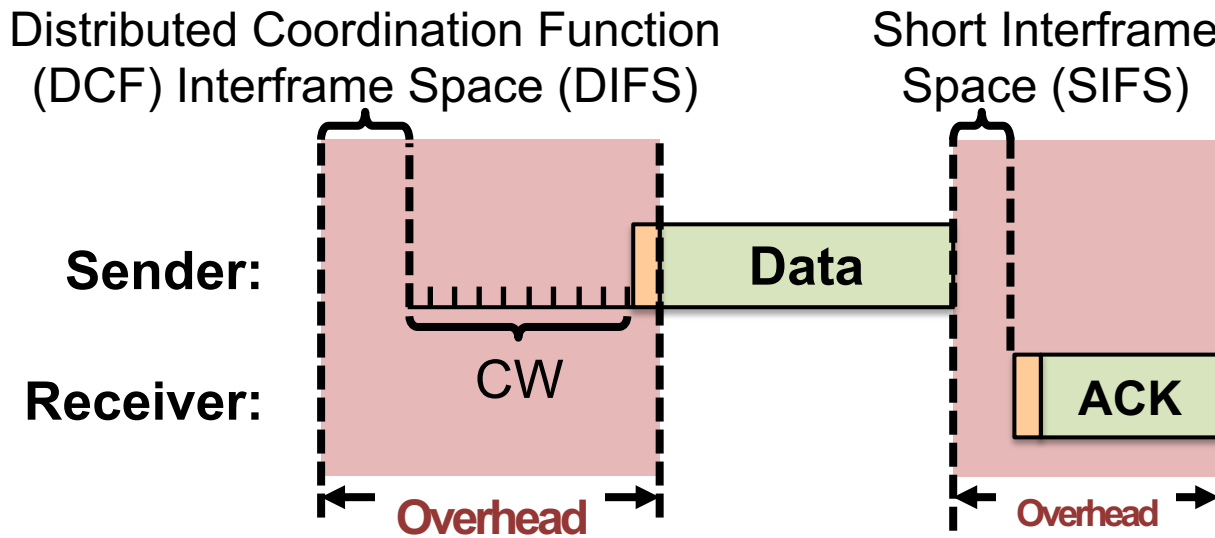 Distributed Coordination Function
(DCF) Interframe Space (DIFS)
Short Interframe
Space (SIFS)
Sender:
Data
CW
Receiver:
ACK
Overhead
Overhead